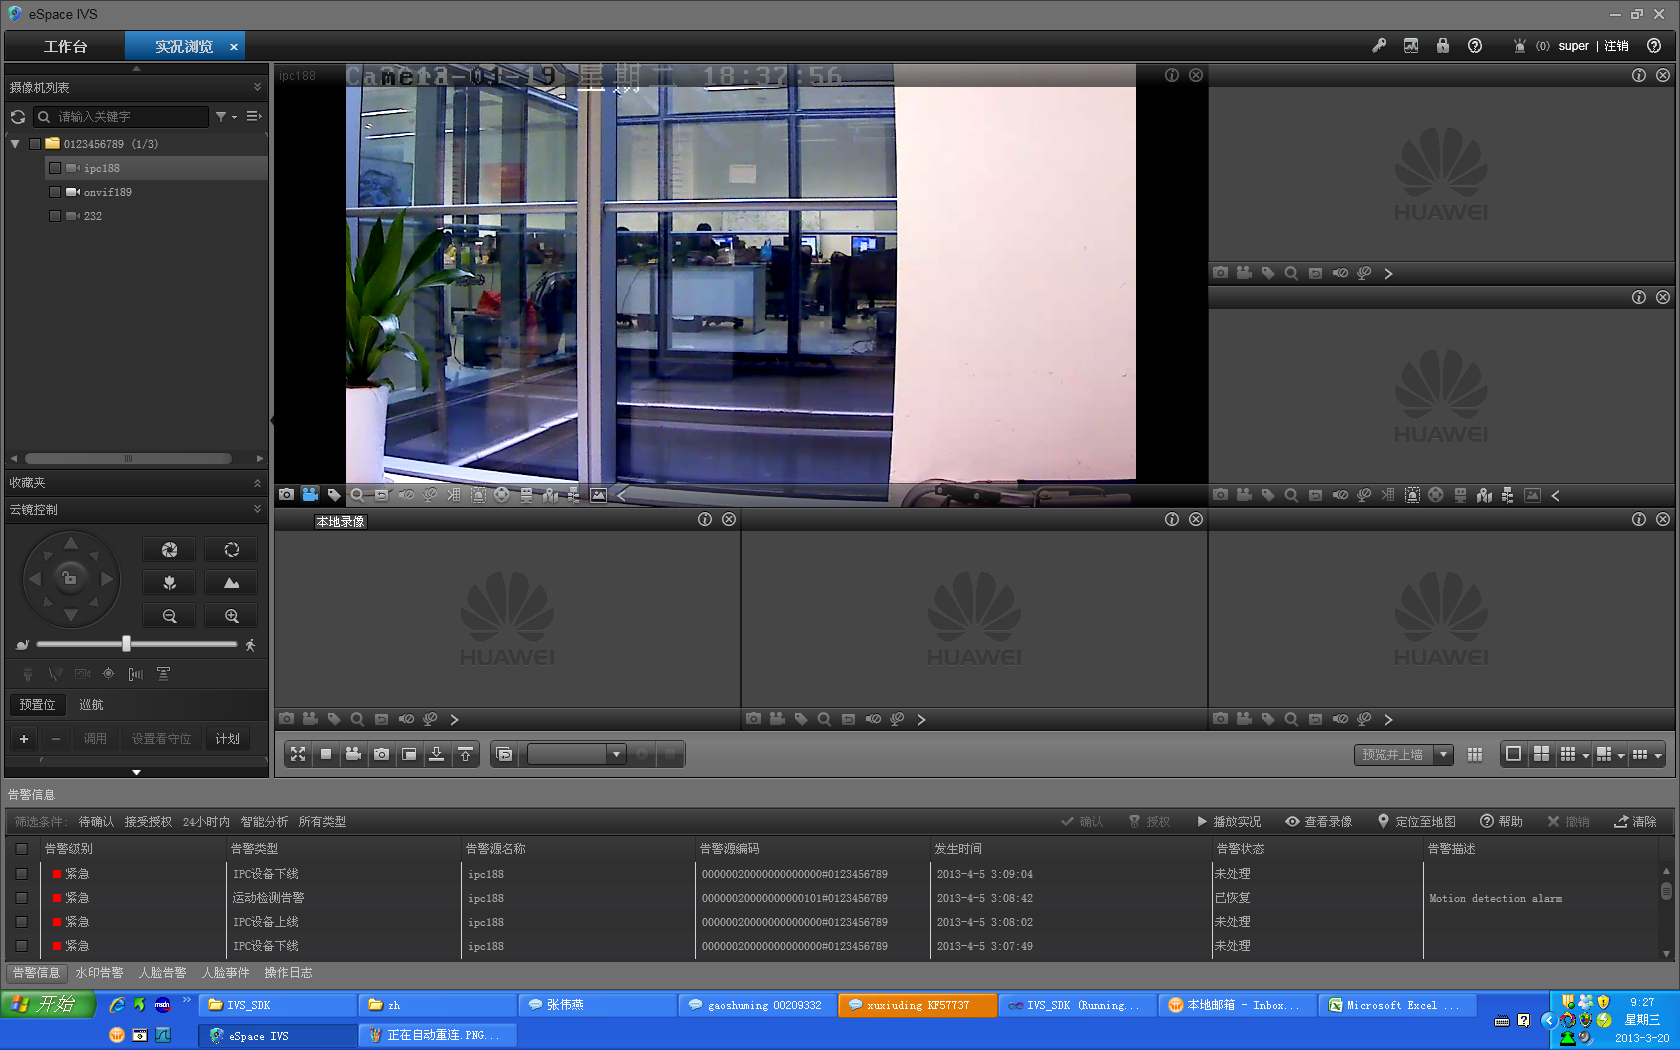 eSpace IVS
工作台
实况浏览
(0) super | 注销
摄像机列表
请输入关键字
0123456789 (1/3)
ipc188
onvif189
232
收藏夹
云镜控制
预置位 巡航
调用 设置看守位 计划
ipc188
Camera-01-19 星期二 18:37:56
HUAWEI
HUAWEI
本地录像
HUAWEI
HUAWEI
HUAWEI
预览并上墙
告警信息
筛选条件: 待确认 接受授权 24小时内 智能分析 所有类型
确认 授权 播放实况 查看录像 定位至地图 帮助 撤销 清除
告警级别 告警类型 告警源名称 告警源编码 发生时间 告警状态 告警描述
紧急 IPC设备下线 ipc188 00000020000000000000#0123456789 2013-4-5 3:09:04 未处理
紧急 运动检测告警 ipc188 00000020000000000101#0123456789 2013-4-5 3:08:42 已恢复 Motion detection alarm
紧急 IPC设备上线 ipc188 00000020000000000000#0123456789 2013-4-5 3:08:02 未处理
紧急 IPC设备下线 ipc188 00000020000000000000#0123456789 2013-4-5 3:07:49 未处理
告警信息 水印告警 人脸告警 人脸事件 操作日志
开始
msdn
IVS_SDK
zh
张伟燕
gaoshuming 00209332
xuxiuding KF57737
IVS_SDK (Running...
本地邮箱 - Inbox...
Microsoft Excel ...
eSpace IVS
正在自动重连.PNG...
9:27
星期三
2013-3-20